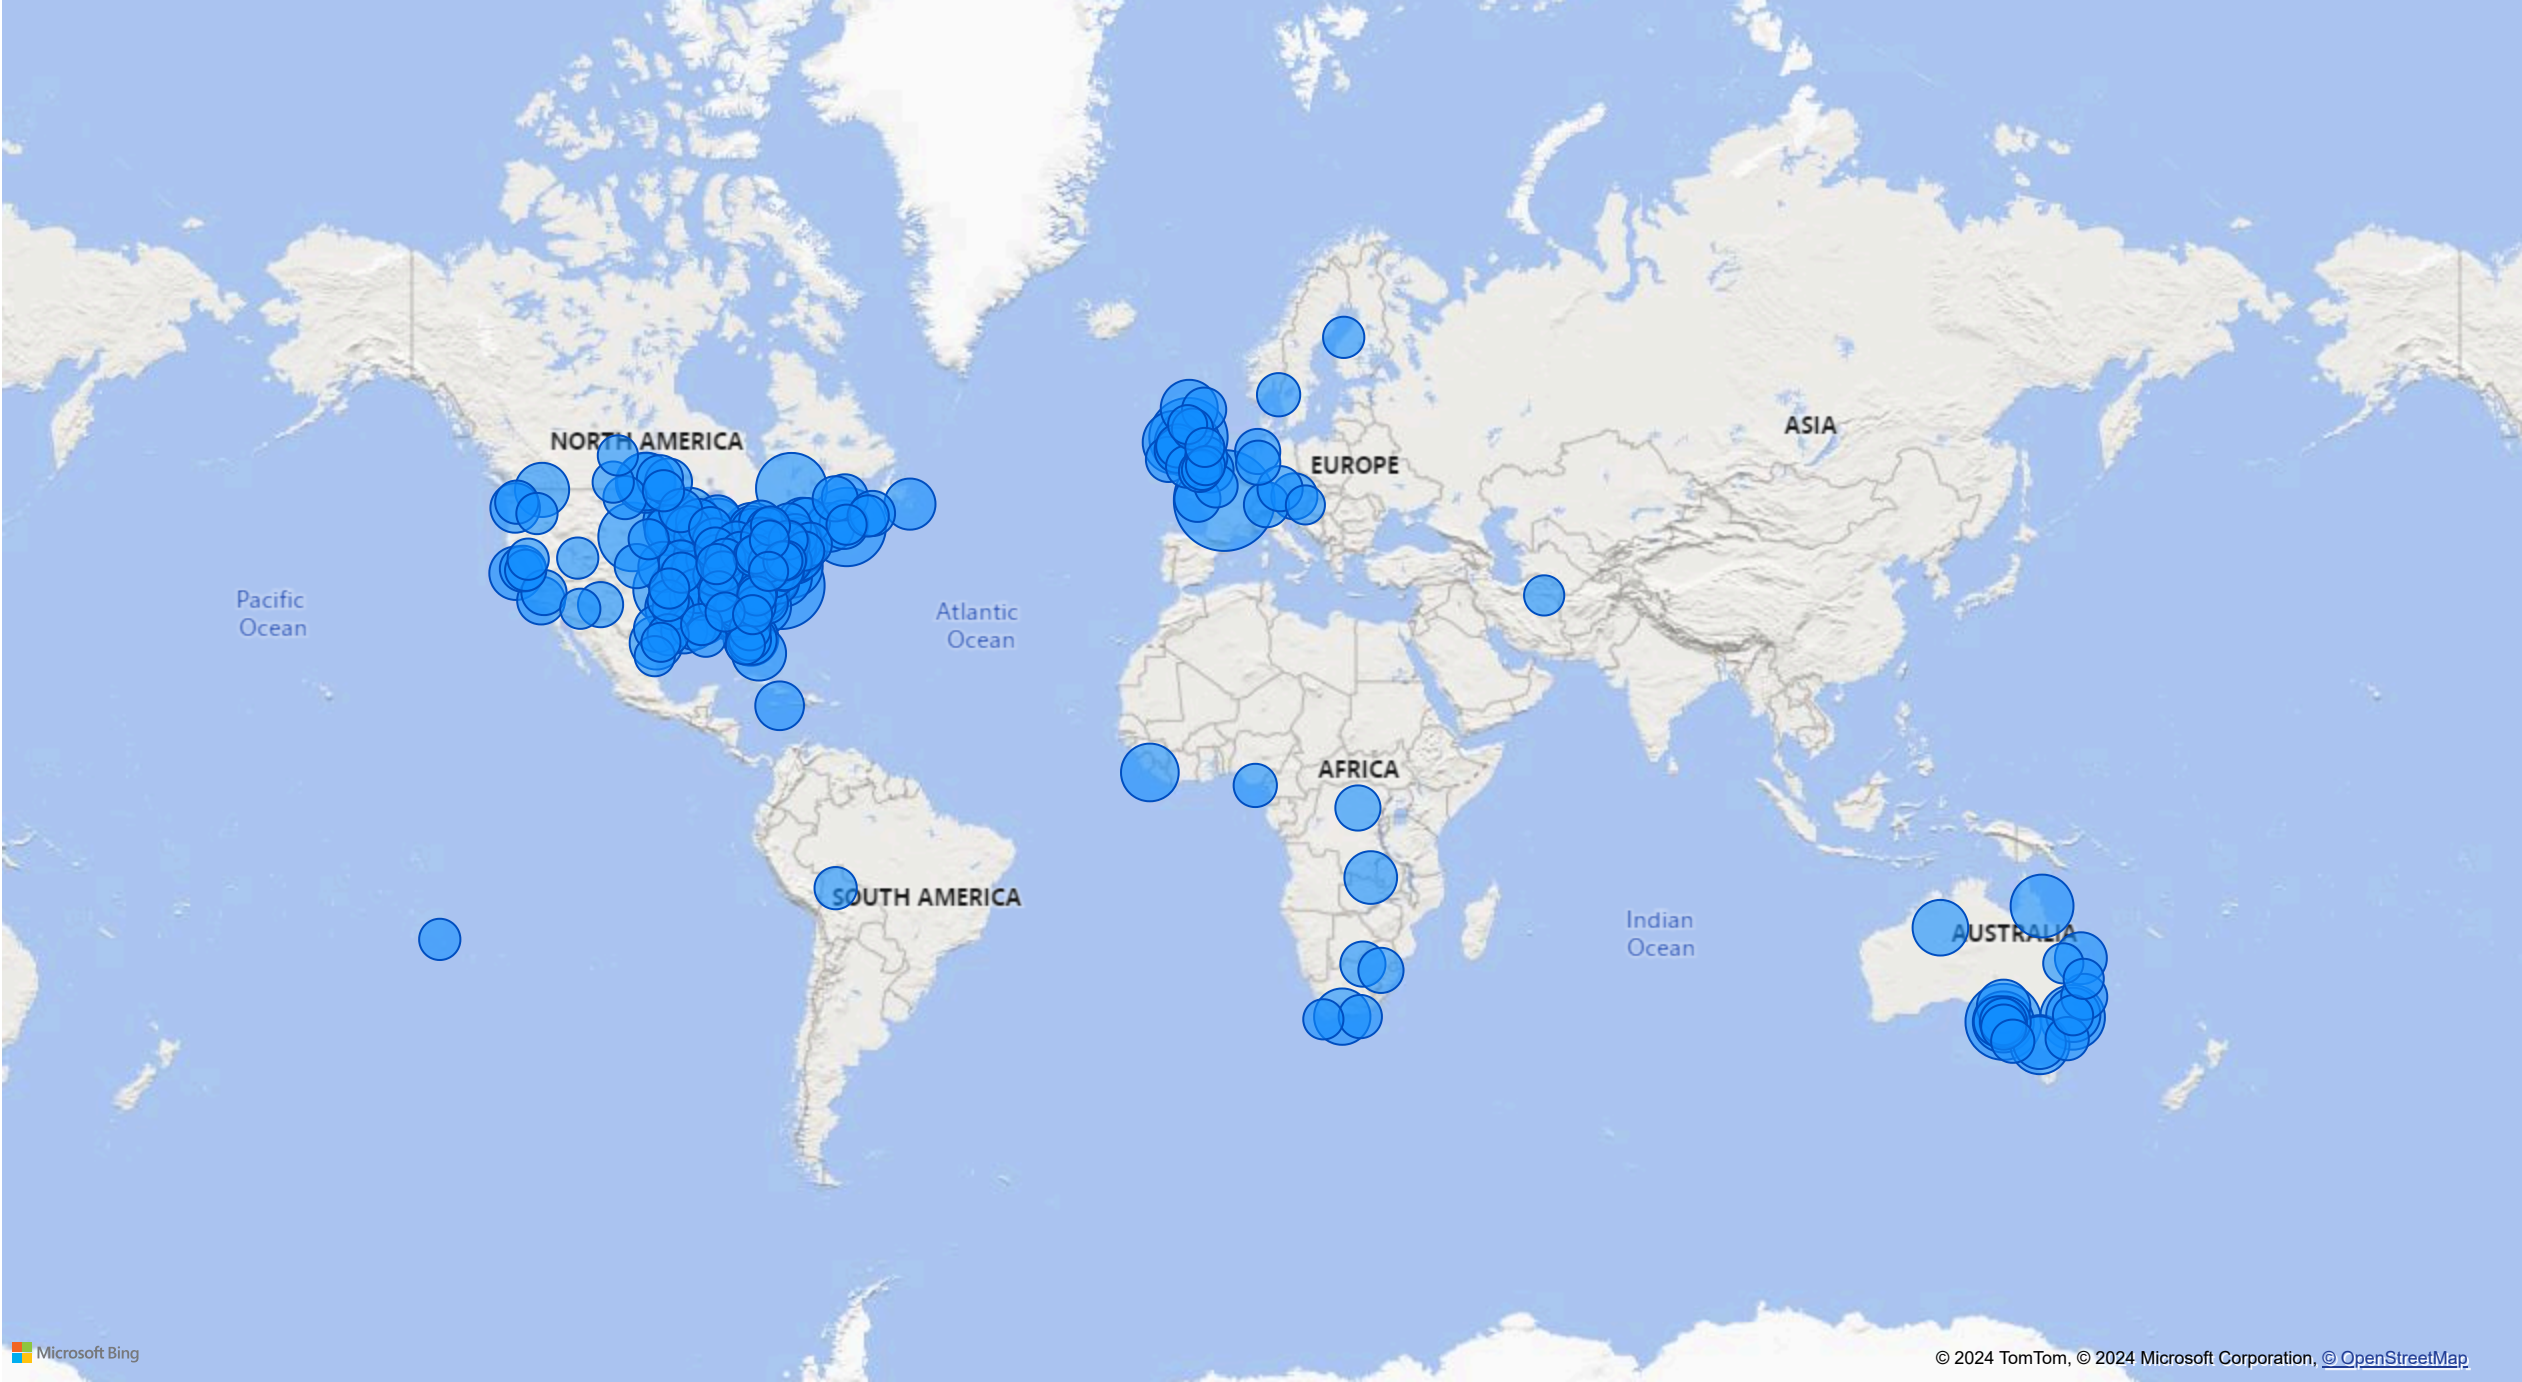 NORTH AMERICA
ASIA
EUROPE
Pacific
Ocean
Atlantic
Ocean
AFRICA
SOUTH AMERICA
Indian
Ocean
AUSTRALIA
Microsoft Bing
© 2024 TomTom, © 2024 Microsoft Corporation, © OpenStreetMap